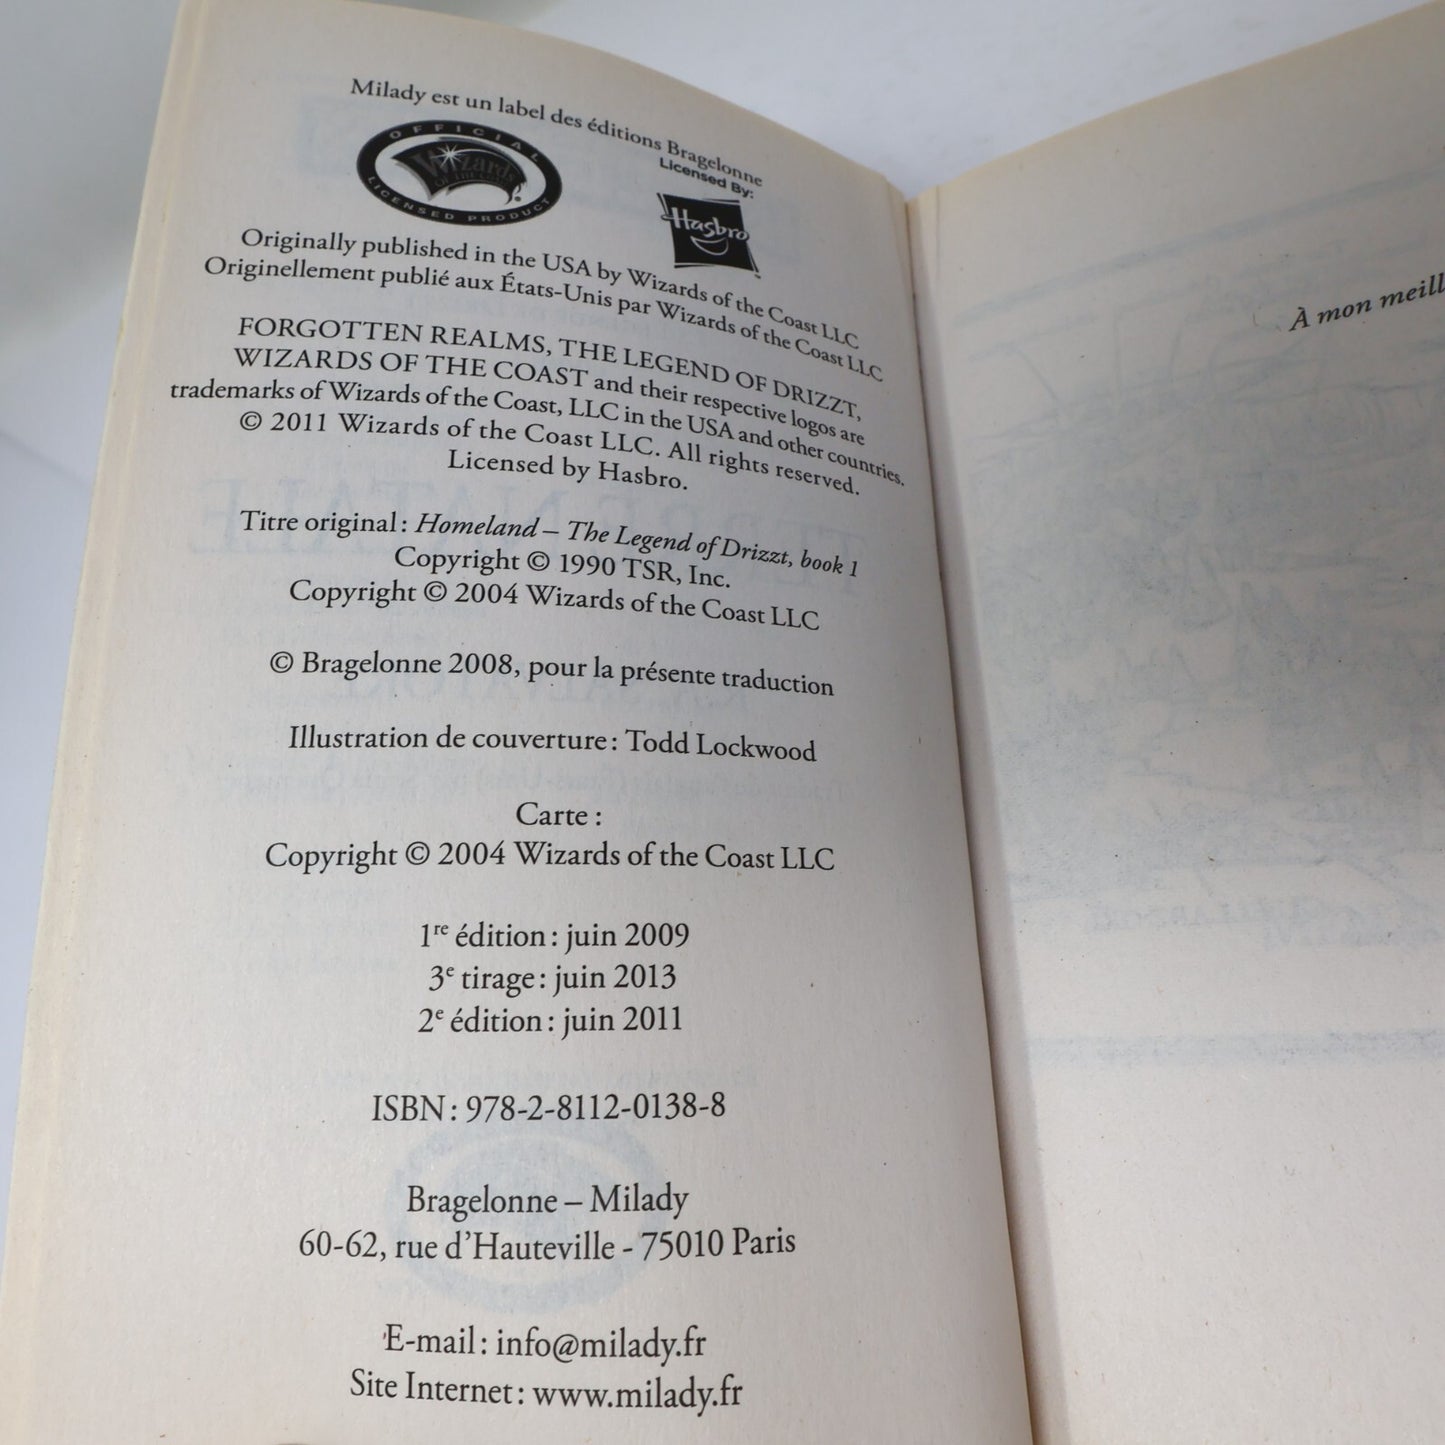 Milady est un label des éditions Bragelonne
OFFICIAL
Wizards
OF THE COAST
LICENSED PRODUCT
Licensed By:
Hasbro
Originally published in the USA by Wizards of the Coast LLC
Originellement publié aux États-Unis par Wizards of the Coast LLC
FORGOTTEN REALMS, THE LEGEND OF DRIZZT,
WIZARDS OF THE COAST and their respective logos are
trademarks of Wizards of the Coast, LLC in the USA and other countries.
© 2011 Wizards of the Coast LLC. All rights reserved.
Licensed by Hasbro.
Titre original : Homeland – The Legend of Drizzt, book 1
Copyright © 1990 TSR, Inc.
Copyright © 2004 Wizards of the Coast LLC
© Bragelonne 2008, pour la présente traduction
Illustration de couverture : Todd Lockwood
Carte :
Copyright © 2004 Wizards of the Coast LLC
1re édition : juin 2009
3e tirage : juin 2013
2e édition : juin 2011
ISBN : 978-2-8112-0138-8
Bragelonne – Milady
60-62, rue d'Hauteville - 75010 Paris
E-mail : info@milady.fr
Site Internet : www.milady.fr
À mon meill